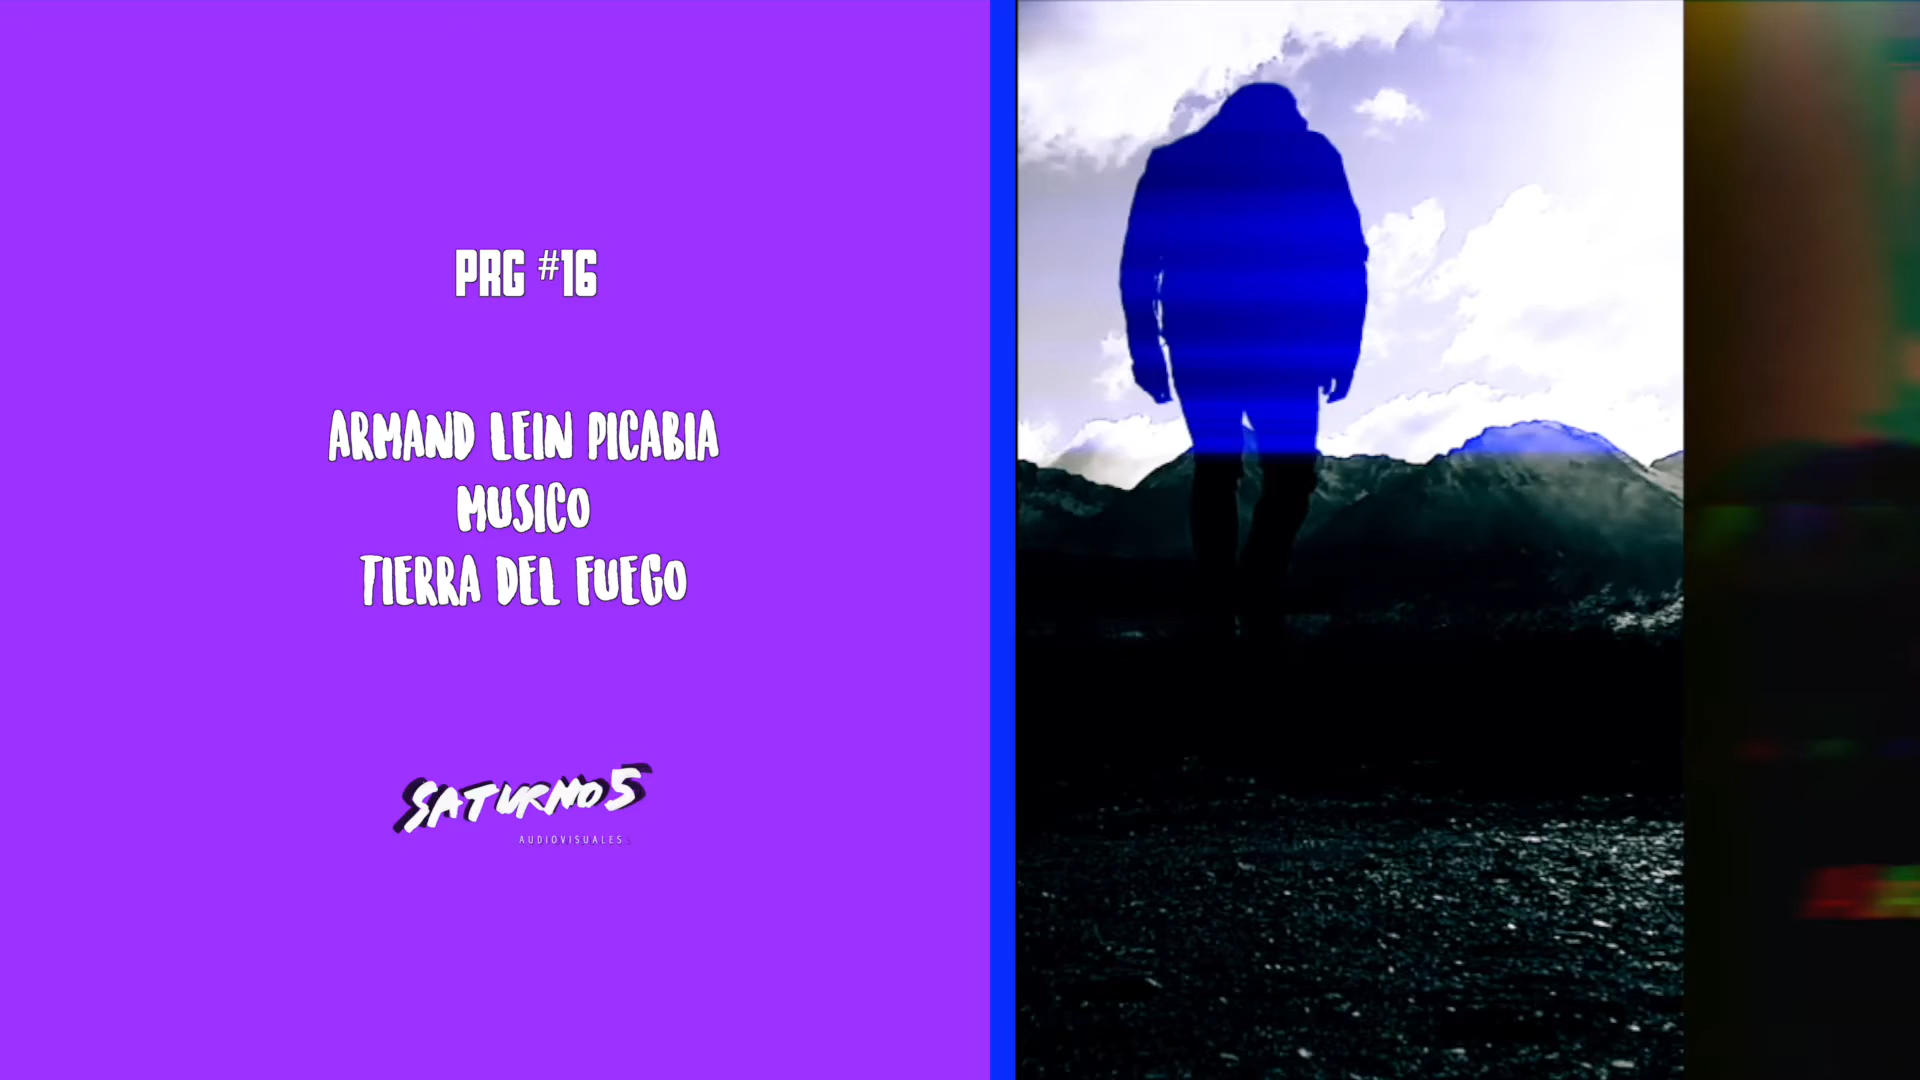 PRG #16
ARMAND LEIN PICABIA
MUSICO
TIERRA DEL FUEGO
SATURNO5
AUDIOVISUALES